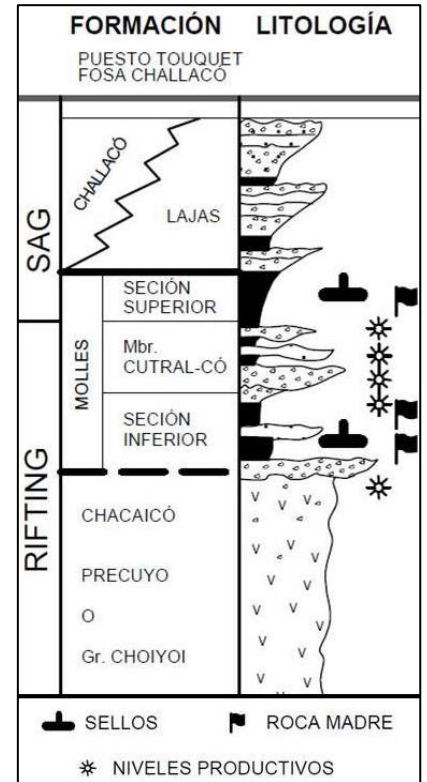 FORMACIÓN LITOLOGÍA
PUESTO TOUQUET
FOSA CHALLACÓ
SAG
CHALLACÓ
LAJAS
SECIÓN
SUPERIOR
RIFTING
MOLLES
Mbr.
CUTRAL-CÓ
SECIÓN
INFERIOR
CHACAICÓ
PRECUYO
O
Gr. CHOIYOI
SELLOS ROCA MADRE
NIVELES PRODUCTIVOS